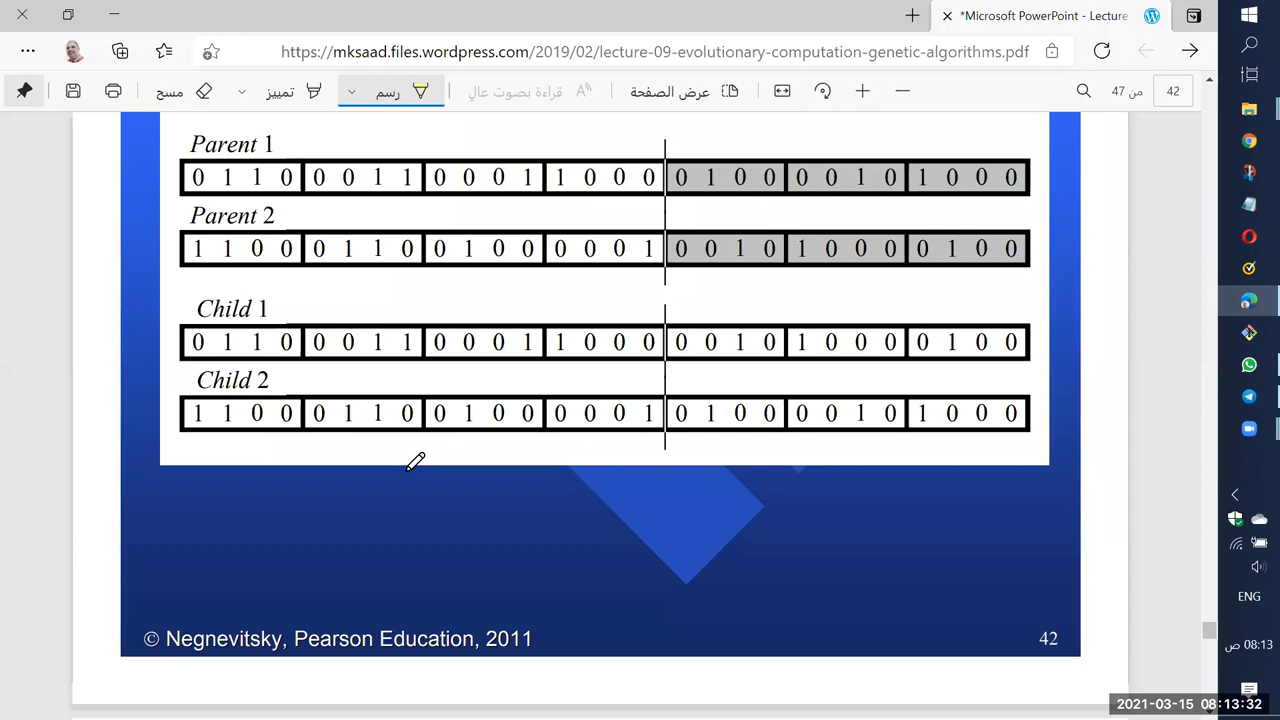 *Microsoft PowerPoint - Lecture
https://mksaad.files.wordpress.com/2019/02/lecture-09-evolutionary-computation-genetic-algorithms.pdf
مسح
تمييز
رسم
قراءة بصوت عالٍ
عرض الصفحة
من 47
42
Parent 1
0 1 1 0 0 0 1 1 0 0 0 1 1 0 0 0 0 1 0 0 0 0 1 0 1 0 0 0
Parent 2
1 1 0 0 0 1 1 0 0 1 0 0 0 0 0 1 0 0 1 0 1 0 0 0 0 1 0 0
Child 1
0 1 1 0 0 0 1 1 0 0 0 1 1 0 0 0 0 0 1 0 1 0 0 0 0 1 0 0
Child 2
1 1 0 0 0 1 1 0 0 1 0 0 0 0 0 1 0 1 0 0 0 0 1 0 1 0 0 0
© Negnevitsky, Pearson Education, 2011
42
ENG
08:13 ص
2021-03-15 08:13:32